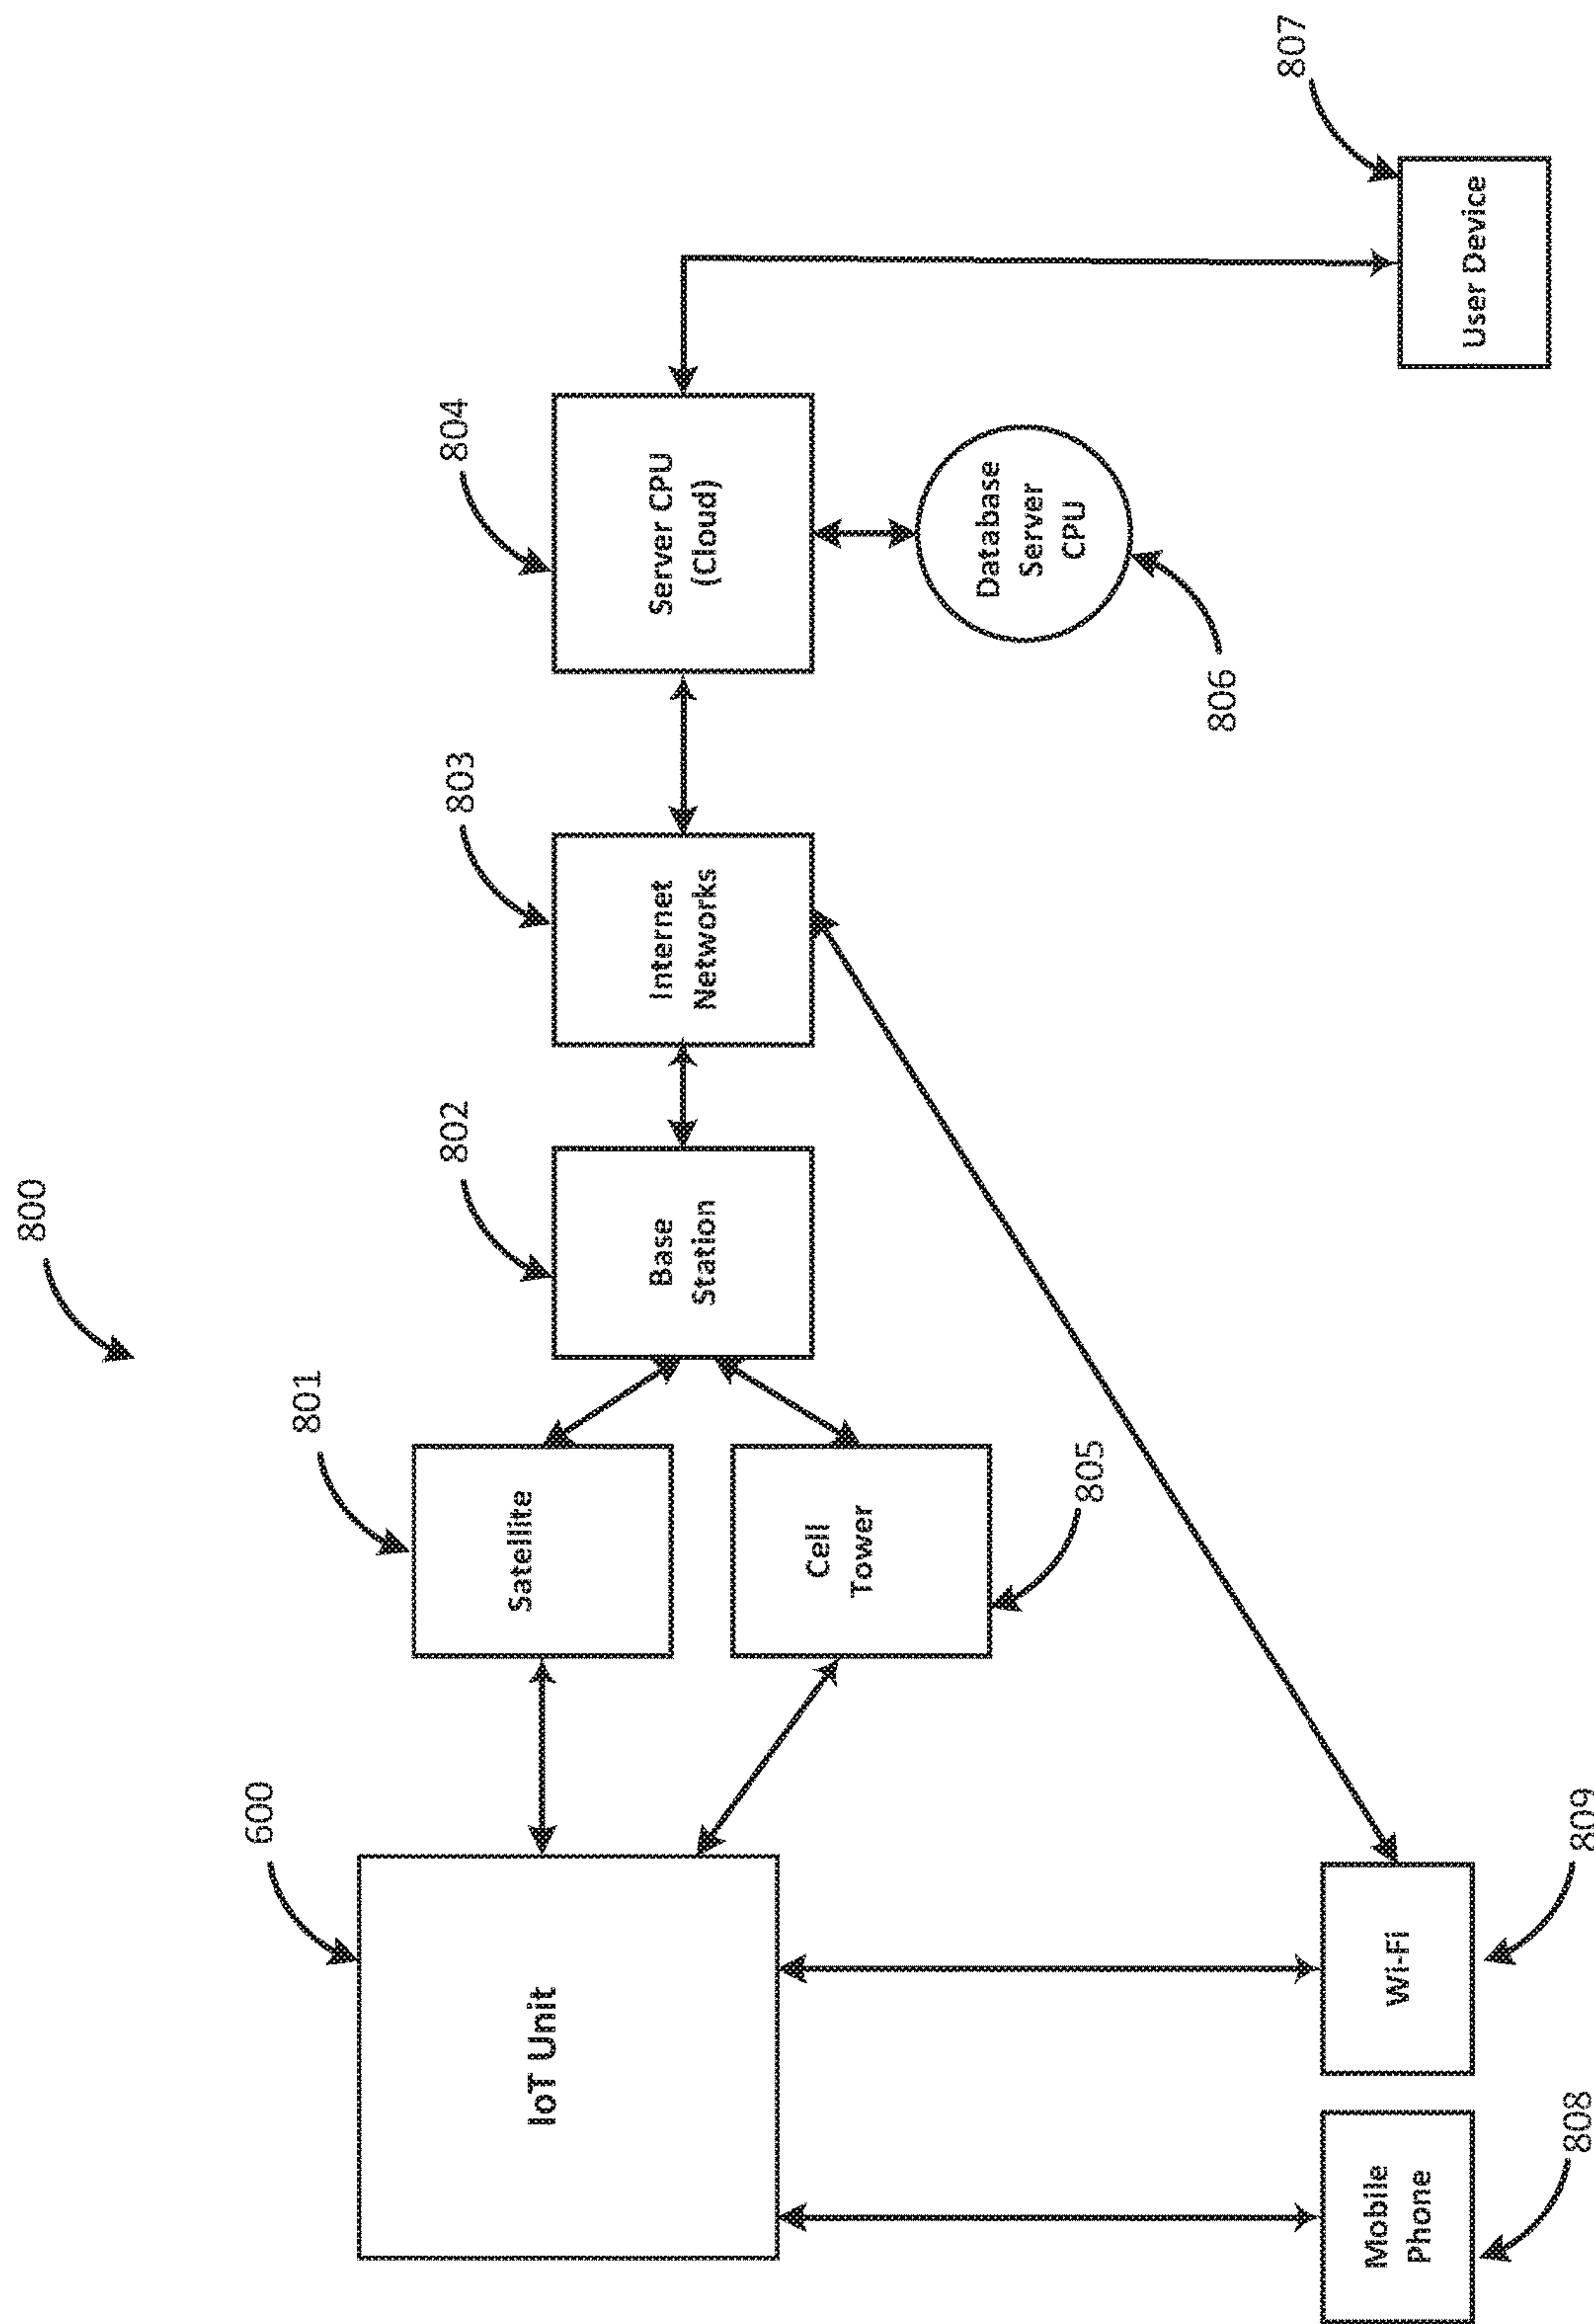 800
600
IoT Unit
801
Satellite
Cell
Tower
805
802
Base
Station
803
Internet
Networks
804
Server CPU
(Cloud)
Database
Server
CPU
806
807
User Device
Mobile
Phone
808
Wi-Fi
809